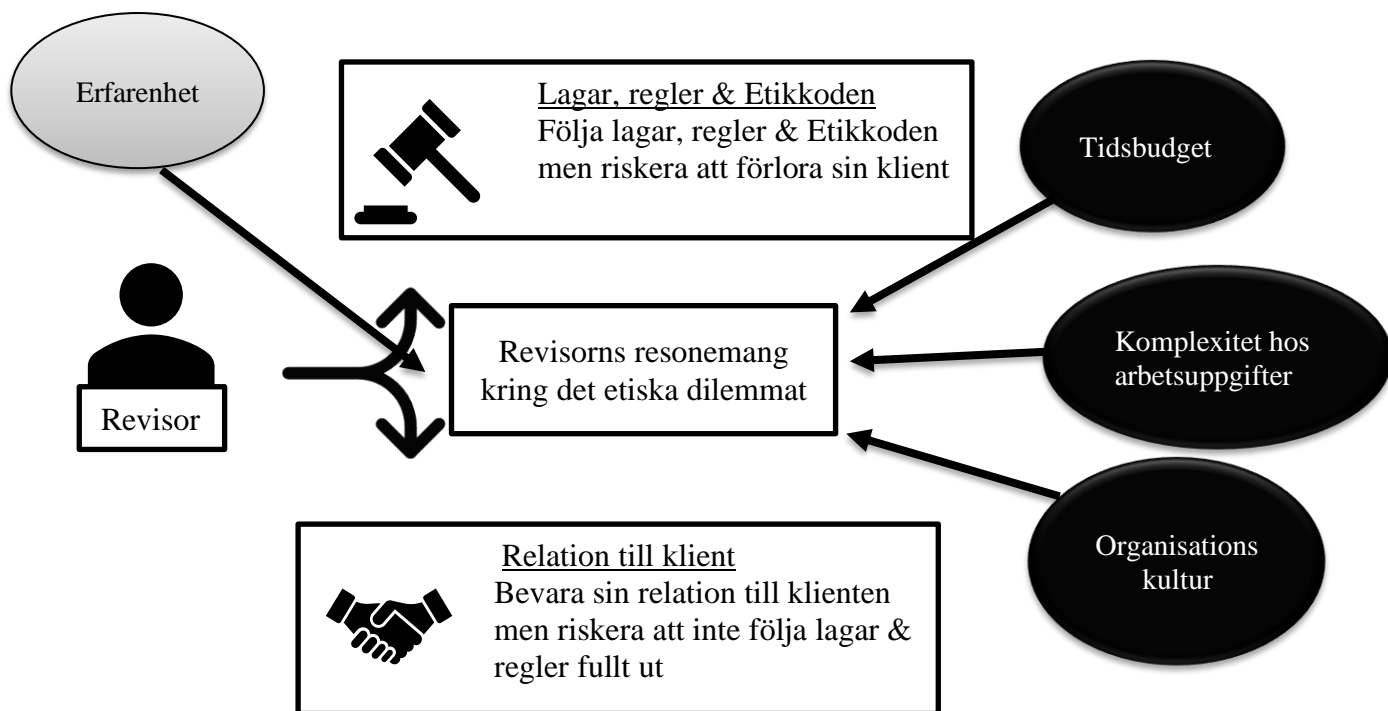 Erfarenhet
Lagar, regler & Etikkoden
Följa lagar, regler & Etikkoden
men riskera att förlora sin klient
Tidsbudget
Revisor
Revisorns resonemang
kring det etiska dilemmat
Komplexitet hos
arbetsuppgifter
Relation till klient
Bevara sin relation till klienten
men riskera att inte följa lagar &
regler fullt ut
Organisations
kultur